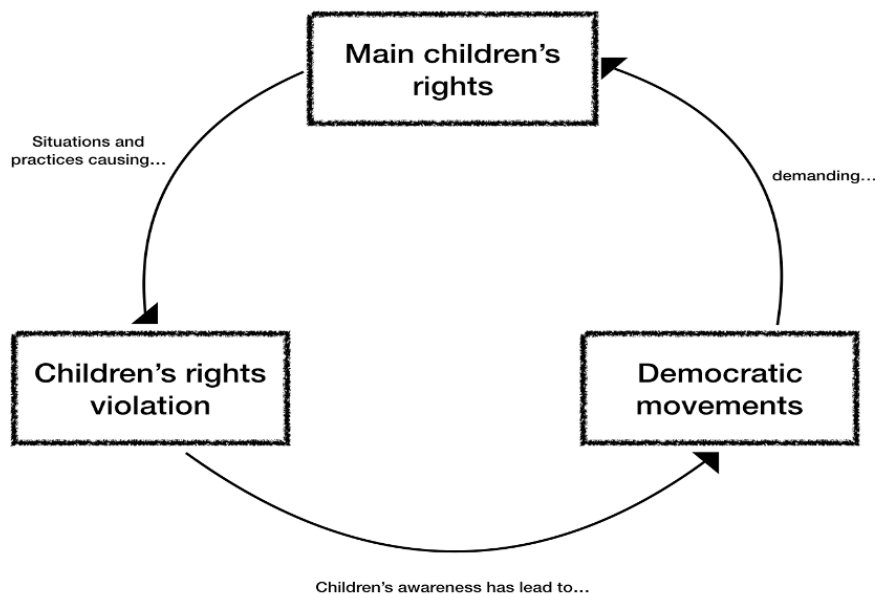 Main children’s
rights
Situations and
practices causing…
demanding…
Children’s rights
violation
Democratic
movements
Children’s awareness has lead to…